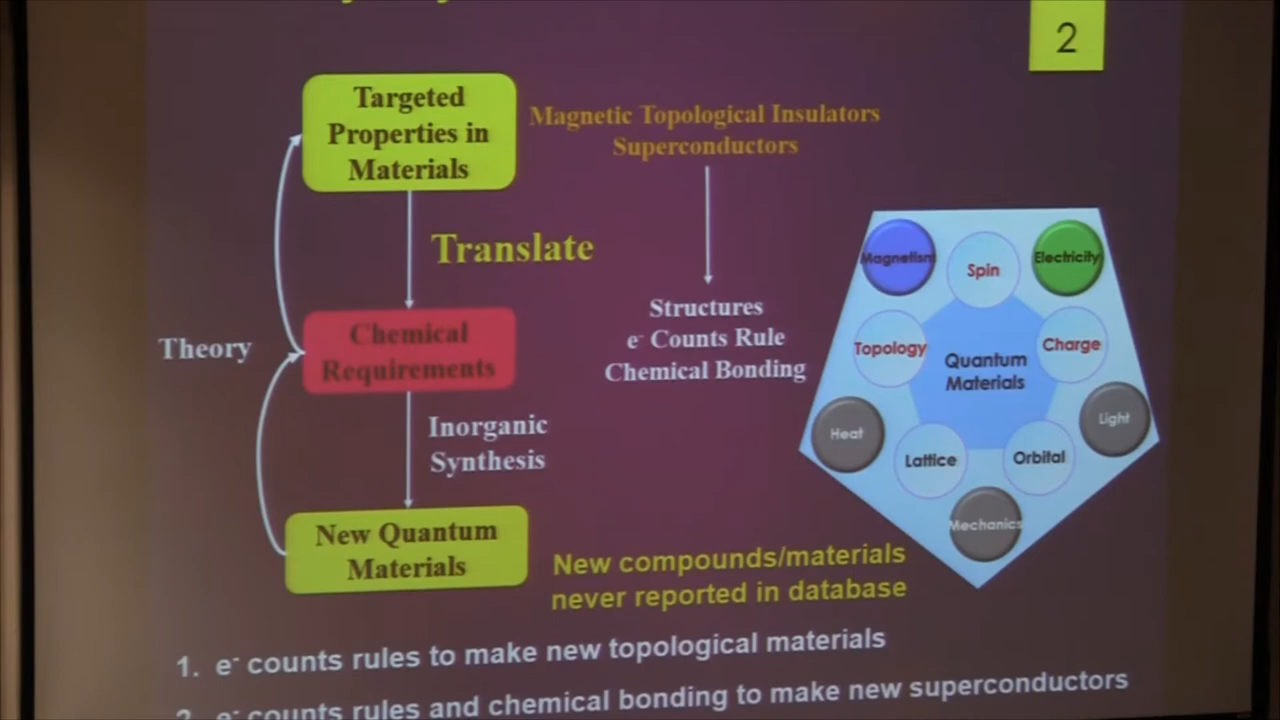 2
Targeted
Properties in
Materials
Magnetic Topological Insulators
Superconductors
Translate
Structures
e- Counts Rule
Chemical Bonding
Theory
Chemical
Requirements
Inorganic
Synthesis
New Quantum
Materials
New compounds/materials
never reported in database
Magnetism
Spin
Electricity
Topology
Charge
Quantum
Materials
Heat
Light
Lattice
Orbital
Mechanics
1. e- counts rules to make new topological materials
2. e- counts rules and chemical bonding to make new superconductors